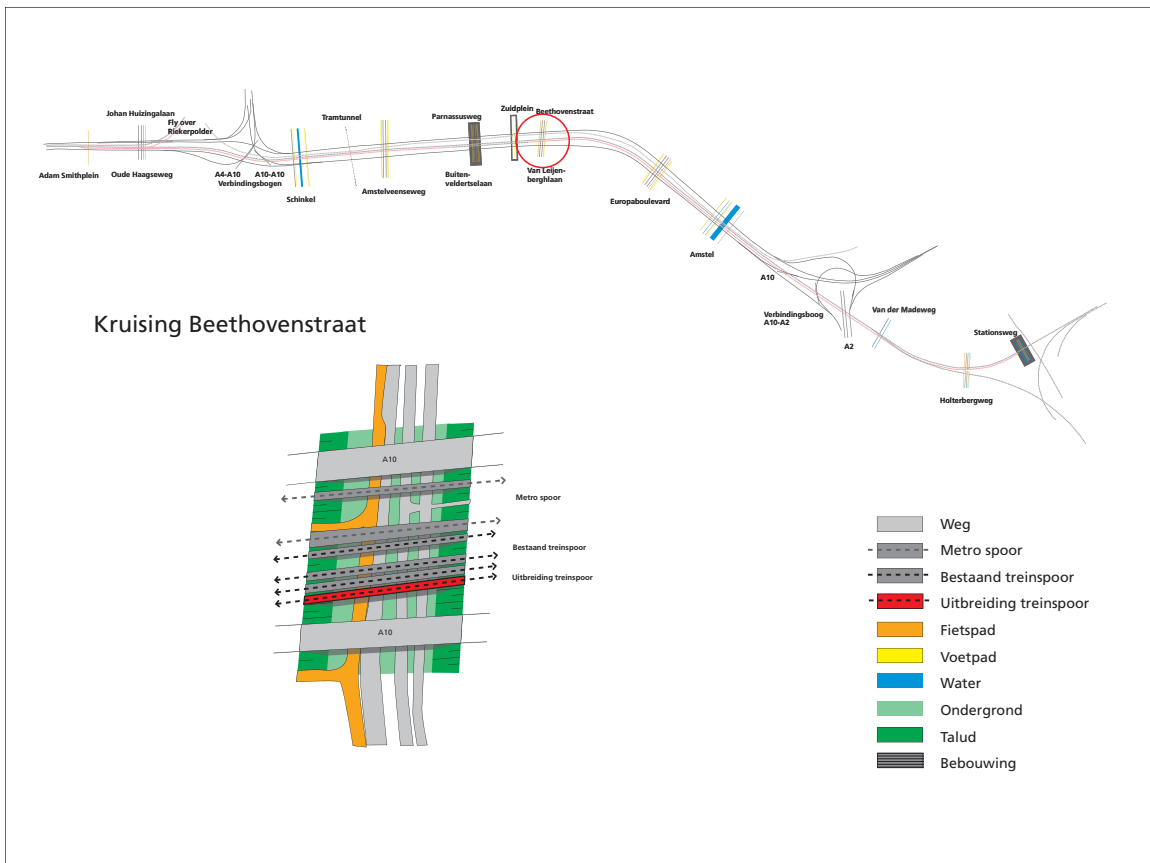 Johan Huizingalaan
Fly over
Riekerpolder
Adam Smithplein
Oude Haagseweg
A4-A10
A10-A10
Verbindingsbogen
Schinkel
Tramtunnel
Amstelveenseweg
Parnassusweg
Buiten-
veldertselaan
Zuidplein
Beethovenstraat
Van Leijen-
berghlaan
Europaboulevard
Amstel
A10
Verbindingsboog
A10-A2
A2
Van der Madeweg
Stationsweg
Holterbergweg
Kruising Beethovenstraat
A10
Metro spoor
Bestaand treinspoor
Uitbreiding treinspoor
A10
Weg
Metro spoor
Bestaand treinspoor
Uitbreiding treinspoor
Fietspad
Voetpad
Water
Ondergrond
Talud
Bebouwing